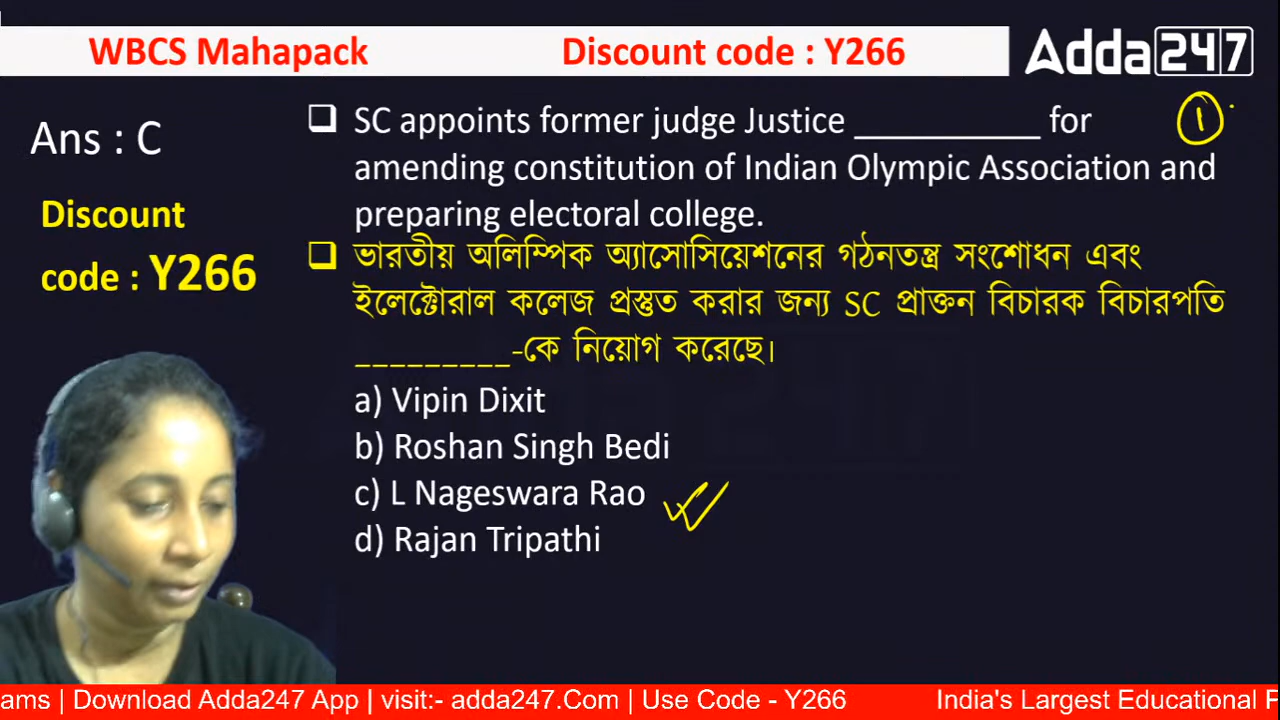 WBCS Mahapack Discount code : Y266 Adda247
Ans : C
Discount
code : Y266
SC appoints former judge Justice __________ for
amending constitution of Indian Olympic Association and
preparing electoral college.
ভারতীয় অলিম্পিক অ্যাসোসিয়েশনের গঠনতন্ত্র সংশোধন এবং
ইলেক্টোরাল কলেজ প্রস্তুত করার জন্য SC প্রাক্তন বিচারক বিচারপতি
_________-কে নিয়োগ করেছে।
a) Vipin Dixit
b) Roshan Singh Bedi
c) L Nageswara Rao
d) Rajan Tripathi
1
ams | Download Adda247 App | visit:- adda247.Com | Use Code - Y266 India's Largest Educational